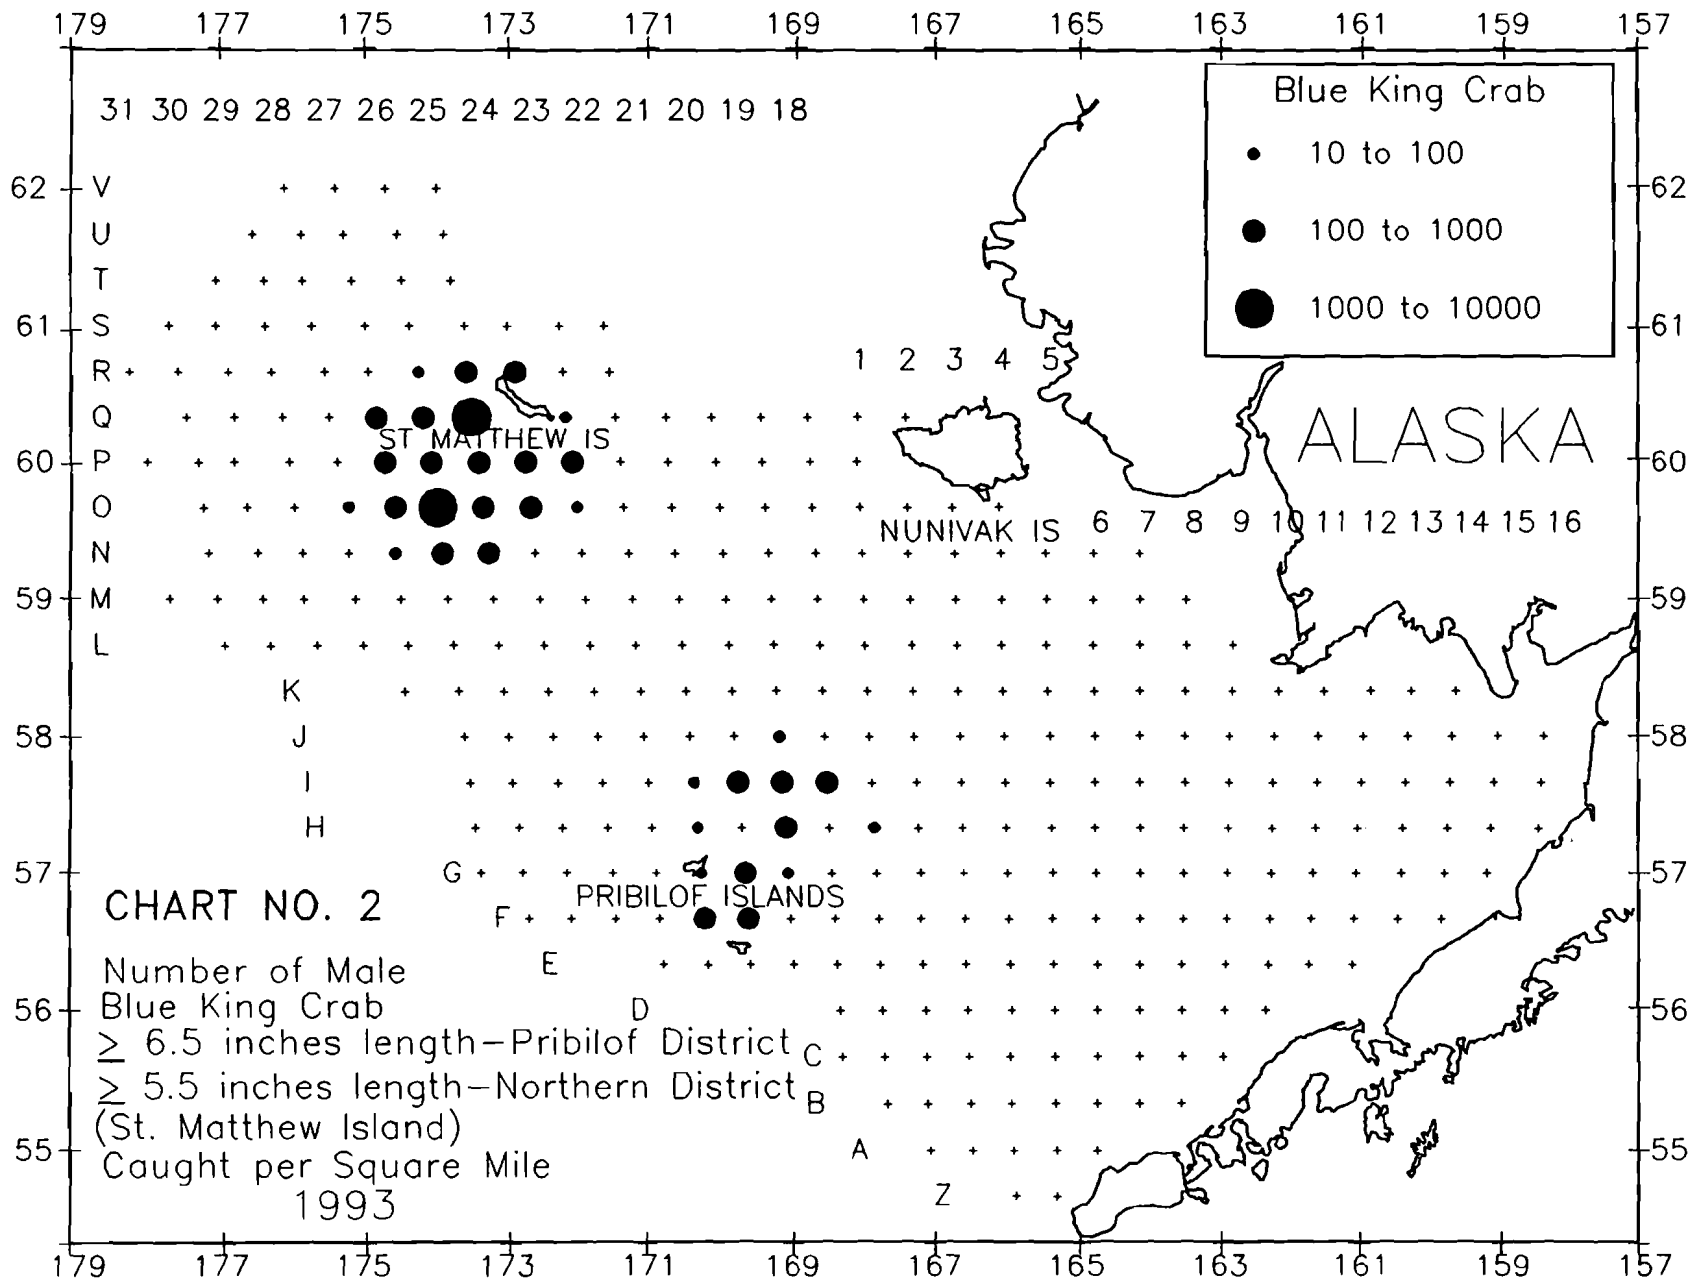 179 177 175 173 171 169 167 165 163 161 159 157
Blue King Crab
10 to 100
100 to 1000
1000 to 10000
31 30 29 28 27 26 25 24 23 22 21 20 19 18
62 V 62
U
T
61 S 61
R 1 2 3 4 5
Q
ALASKA
ST MATTHEW IS
60 P 60
O
NUNIVAK IS 6 7 8 9 10 11 12 13 14 15 16
N
59 M 59
L
K
58 J 58
I
H
57 G 57
PRIBILOF ISLANDS
CHART NO. 2
F
E
Number of Male
Blue King Crab
56 D 56
≥ 6.5 inches length-Pribilof District
C
≥ 5.5 inches length-Northern District
B
(St. Matthew Island)
55 A 55
Caught per Square Mile
Z
1993
179 177 175 173 171 169 167 165 163 161 159 157